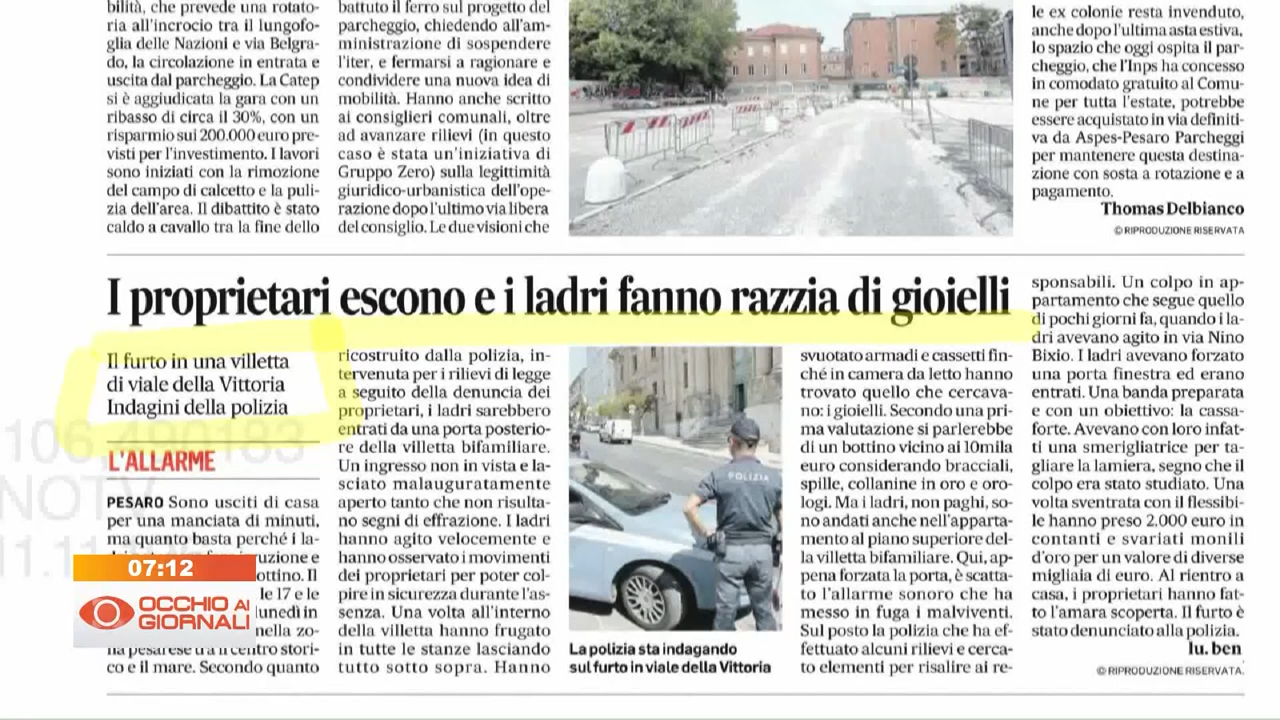 bilità, che prevede una rotato-
ria all'incrocio tra il lungofo-
glia delle Nazioni e via Belgra-
do, la circolazione in entrata e
uscita dal parcheggio. La Catep
si è aggiudicata la gara con un
ribasso di circa il 30%, con un
risparmio sui 200.000 euro pre-
visti per l'investimento. I lavori
sono iniziati con la rimozione
del campo di calcetto e la puli-
zia dell'area. Il dibattito è stato
caldo a cavallo tra la fine dello
battuto il ferro sul progetto del
parcheggio, chiedendo all'am-
ministrazione di sospendere
l'iter, e fermarsi a ragionare e
condividere una nuova idea di
mobilità. Hanno anche scritto
ai consiglieri comunali, oltre
ad avanzare rilievi (in questo
caso è stata un'iniziativa di
Gruppo Zero) sulla legittimità
giuridico-urbanistica dell'ope-
razione dopo l'ultimo via libera
del consiglio. Le due visioni che
le ex colonie resta invenduto,
anche dopo l'ultima asta estiva,
lo spazio che oggi ospita il par-
cheggio, che l'Inps ha concesso
in comodato gratuito al Comu-
ne per tutta l'estate, potrebbe
essere acquistato in via definiti-
va da Aspes-Pesaro Parcheggi
per mantenere questa destina-
zione con sosta a rotazione e a
pagamento.
Thomas Delbianco
© RIPRODUZIONE RISERVATA
I proprietari escono e i ladri fanno razzia di gioielli
Il furto in una villetta
di viale della Vittoria
Indagini della polizia
L'ALLARME
PESARO Sono usciti di casa
per una manciata di minuti,
ma quanto basta perché i la-
uzione e
ottino. Il
le 17 e le
lunedì in
nella zo-
na pesarese tra il centro stori-
co e il mare. Secondo quanto
ricostruito dalla polizia, in-
tervenuta per i rilievi di legge
a seguito della denuncia dei
proprietari, i ladri sarebbero
entrati da una porta posterio-
re della villetta bifamiliare.
Un ingresso non in vista e la-
sciato malauguratamente
aperto tanto che non risulta-
no segni di effrazione. I ladri
hanno agito velocemente e
hanno osservato i movimenti
dei proprietari per poter col-
pire in sicurezza durante l'as-
senza. Una volta all'interno
della villetta hanno frugato
in tutte le stanze lasciando
tutto sotto sopra. Hanno
POLIZIA
La polizia sta indagando
sul furto in viale della Vittoria
svuotato armadi e cassetti fin-
ché in camera da letto hanno
trovato quello che cercava-
no: i gioielli. Secondo una pri-
ma valutazione si parlerebbe
di un bottino vicino ai 10mila
euro considerando bracciali,
spille, collanine in oro e oro-
logi. Ma i ladri, non paghi, so-
no andati anche nell'apparta-
mento al piano superiore del-
la villetta bifamiliare. Qui, ap-
pena forzata la porta, è scatta-
to l'allarme sonoro che ha
messo in fuga i malviventi.
Sul posto la polizia che ha ef-
fettuato alcuni rilievi e cerca-
to elementi per risalire ai re-
sponsabili. Un colpo in ap-
partamento che segue quello
di pochi giorni fa, quando i la-
dri avevano agito in via Nino
Bixio. I ladri avevano forzato
una porta finestra ed erano
entrati. Una banda preparata
e con un obiettivo: la cassa-
forte. Avevano con loro infat-
ti una smerigliatrice per ta-
gliare la lamiera, segno che il
colpo era stato studiato. Una
volta sventrata con il flessibi-
le hanno preso 2.000 euro in
contanti e svariati monili
d'oro per un valore di diverse
migliaia di euro. Al rientro a
casa, i proprietari hanno fat-
to l'amara scoperta. Il furto è
stato denunciato alla polizia.
lu. ben
© RIPRODUZIONE RISERVATA
07:12
OCCHIO AI
GIORNALI